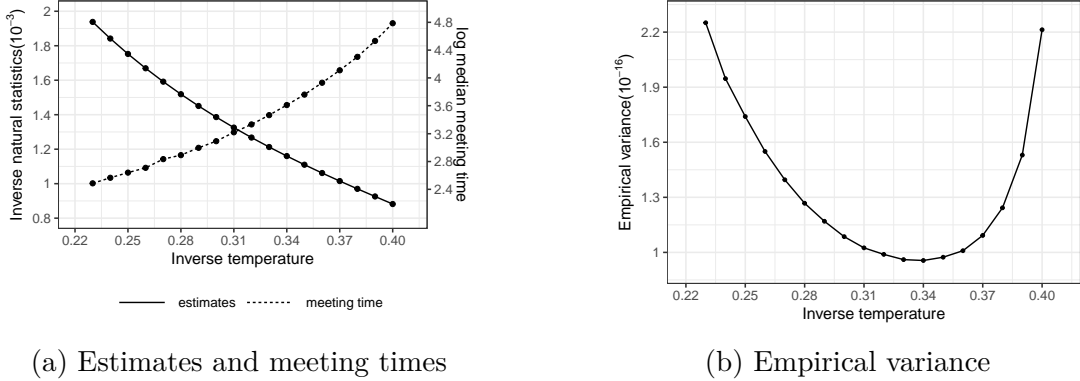 Inverse natural statistics(10⁻³)
2
1.8
1.6
1.4
1.2
1
0.8
4.8
4.4
4
3.6
3.2
2.8
2.4
log median meeting time
0.22 0.25 0.28 0.31 0.34 0.37 0.40
Inverse temperature
estimates meeting time
(a) Estimates and meeting times
Empirical variance(10⁻¹⁶)
2.2
1.9
1.6
1.3
1
0.22 0.25 0.28 0.31 0.34 0.37 0.40
Inverse temperature
(b) Empirical variance